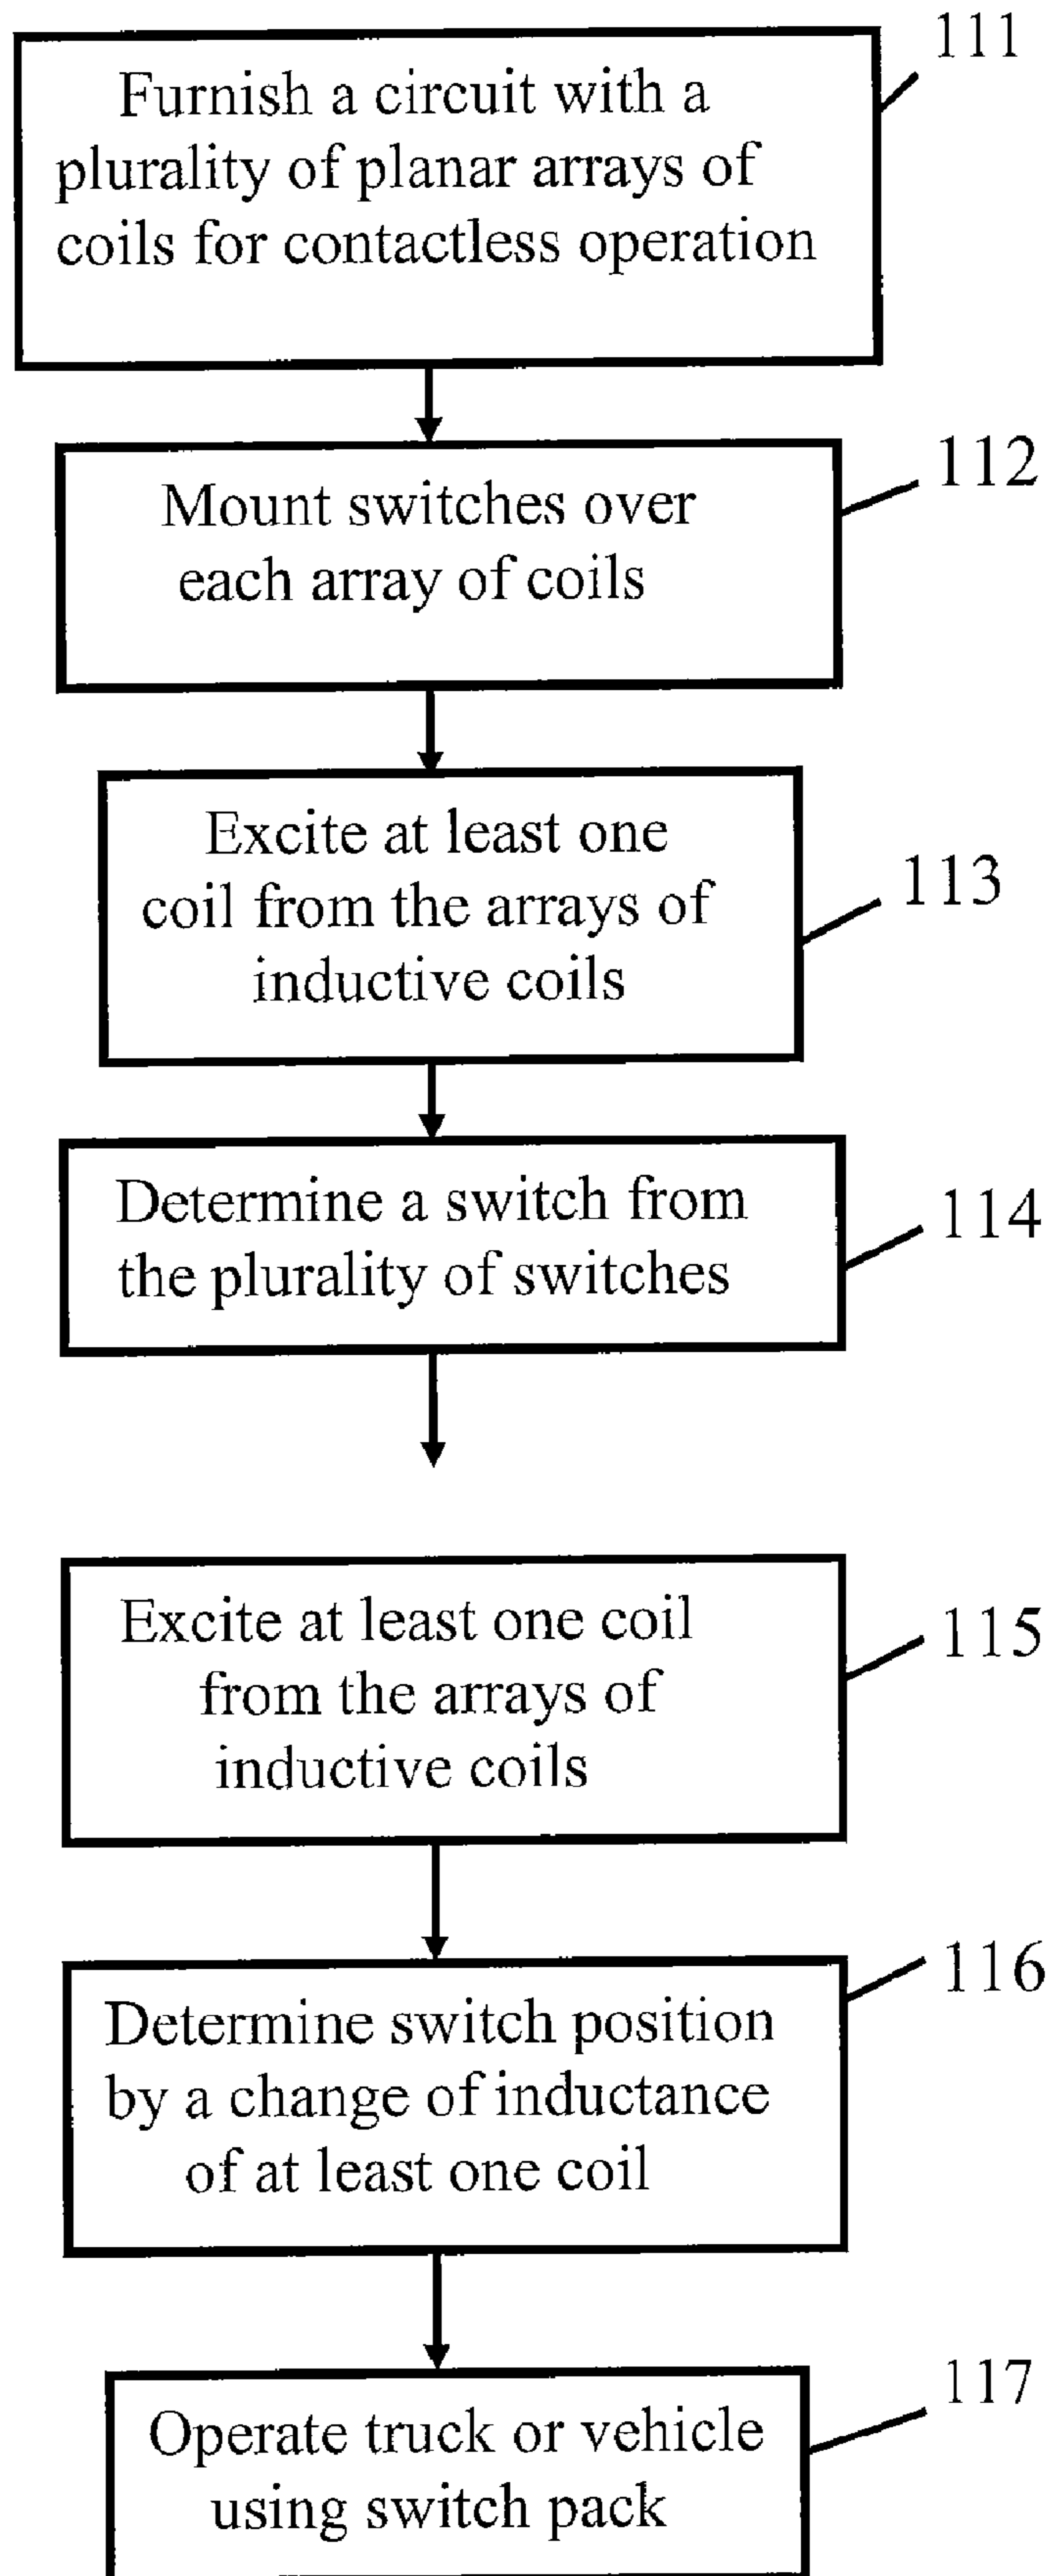 111
Furnish a circuit with a
plurality of planar arrays of
coils for contactless operation
112
Mount switches over
each array of coils
113
Excite at least one
coil from the arrays of
inductive coils
114
Determine a switch from
the plurality of switches
115
Excite at least one coil
from the arrays of
inductive coils
116
Determine switch position
by a change of inductance
of at least one coil
117
Operate truck or vehicle
using switch pack